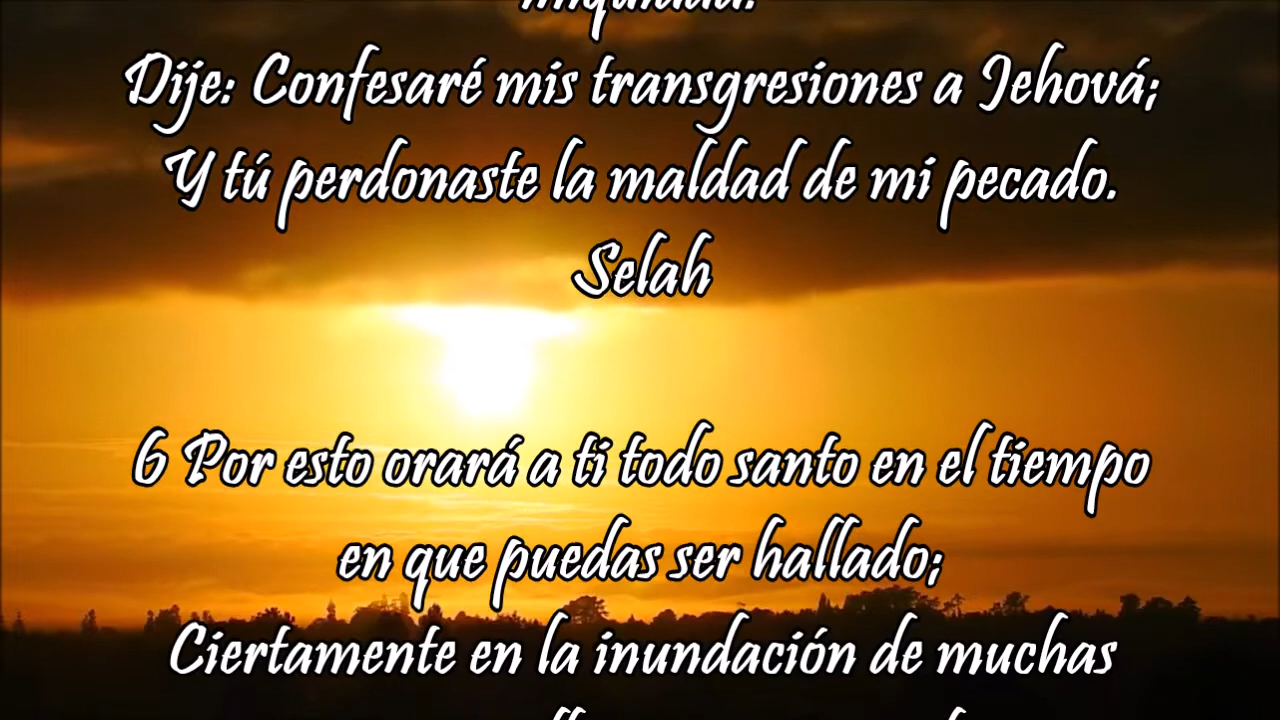 Dije: Confesaré mis transgresiones a Jehová;
Y tú perdonaste la maldad de mi pecado.
Selah
6 Por esto orará a ti todo santo en el tiempo
en que puedas ser hallado;
Ciertamente en la inundación de muchas